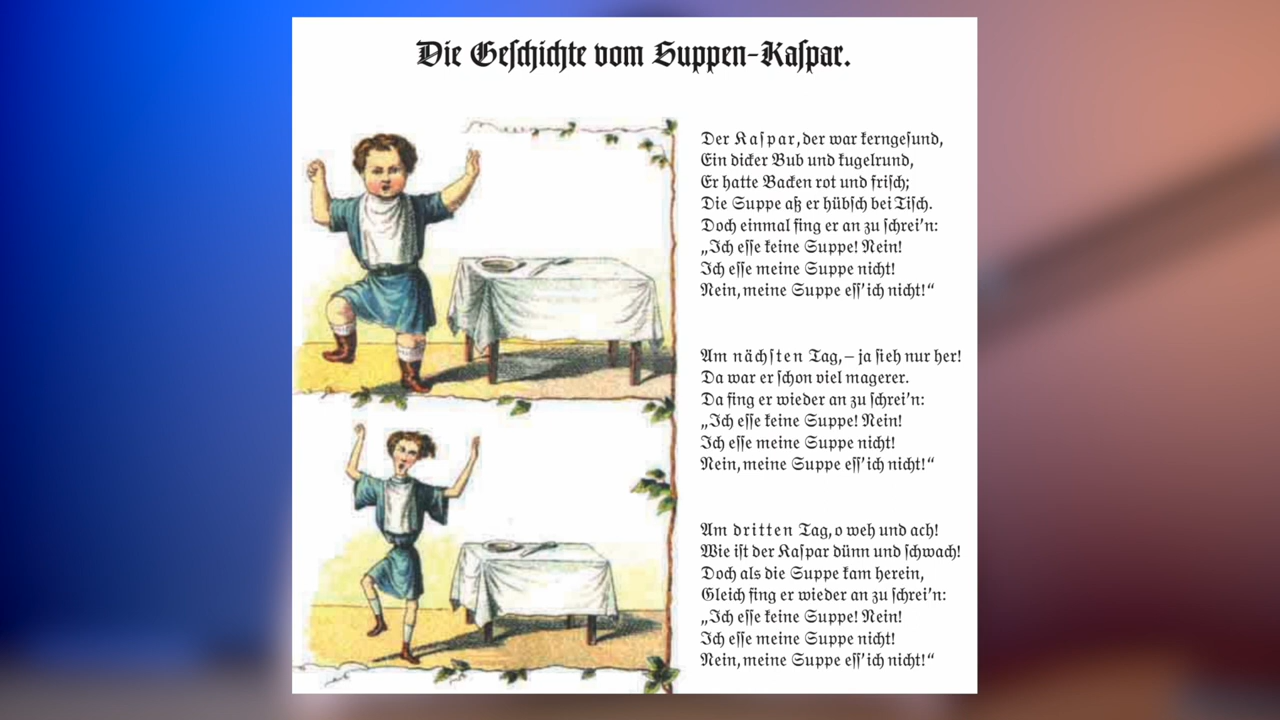 Die Geschichte vom Suppen-Kaspar.
Der Kaspar, der war kerngesund,
Ein dicker Bub und kugelrund,
Er hatte Backen rot und frisch;
Die Suppe aß er hübsch bei Tisch.
Doch einmal fing er an zu schrei'n:
„Ich esse keine Suppe! Nein!
Ich esse meine Suppe nicht!
Nein, meine Suppe ess' ich nicht!“
Am nächsten Tag, – ja sieh nur her!
Da war er schon viel magerer.
Da fing er wieder an zu schrei'n:
„Ich esse keine Suppe! Nein!
Ich esse meine Suppe nicht!
Nein, meine Suppe ess' ich nicht!“
Am dritten Tag, o weh und ach!
Wie ist der Kaspar dünn und schwach!
Doch als die Suppe kam herein,
Gleich fing er wieder an zu schrei'n:
„Ich esse keine Suppe! Nein!
Ich esse meine Suppe nicht!
Nein, meine Suppe ess' ich nicht!“